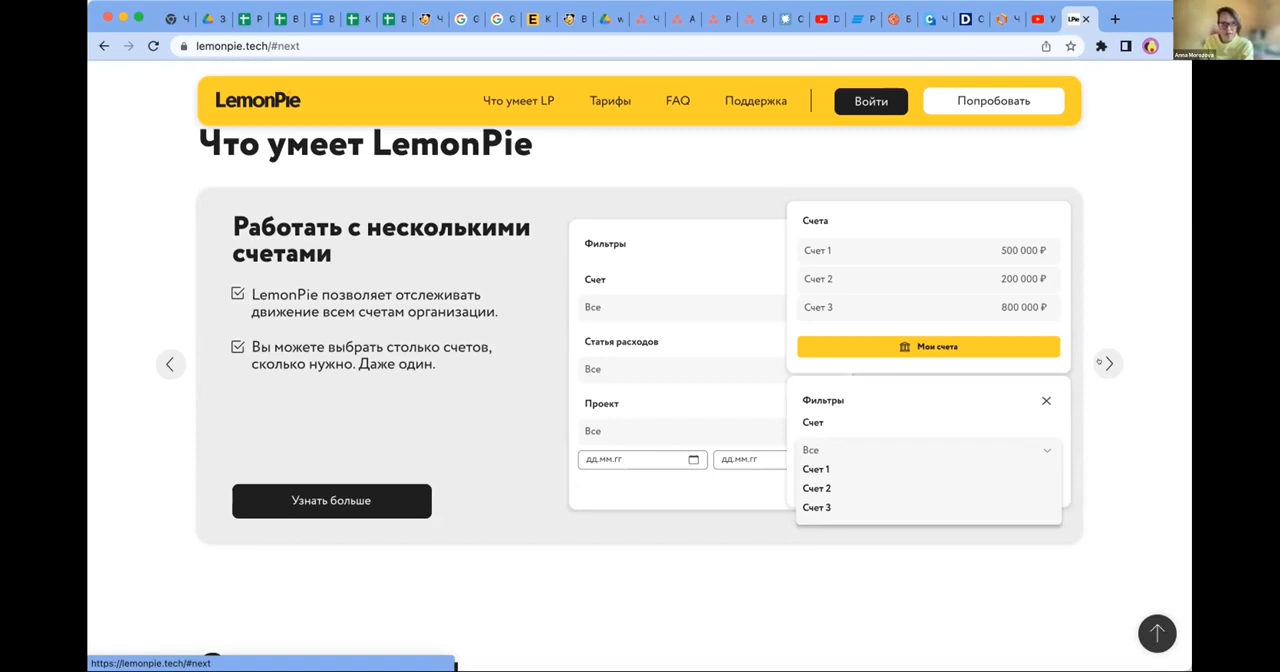 lemonpie.tech/#next
Anna Morozova
LemonPie
Что умеет LP
Тарифы
FAQ
Поддержка
Войти
Попробовать
Что умеет LemonPie
Работать с несколькими
счетами
LemonPie позволяет отслеживать
движение всем счетам организации.
Вы можете выбрать столько счетов,
сколько нужно. Даже один.
Узнать больше
Фильтры
Счет
Все
Статья расходов
Все
Проект
Все
дд.мм.гг
дд.мм.гг
Счета
Счет 1 500 000 ₽
Счет 2 200 000 ₽
Счет 3 800 000 ₽
Мои счета
Фильтры
Счет
Все
Счет 1
Счет 2
Счет 3
https://lemonpie.tech/#next